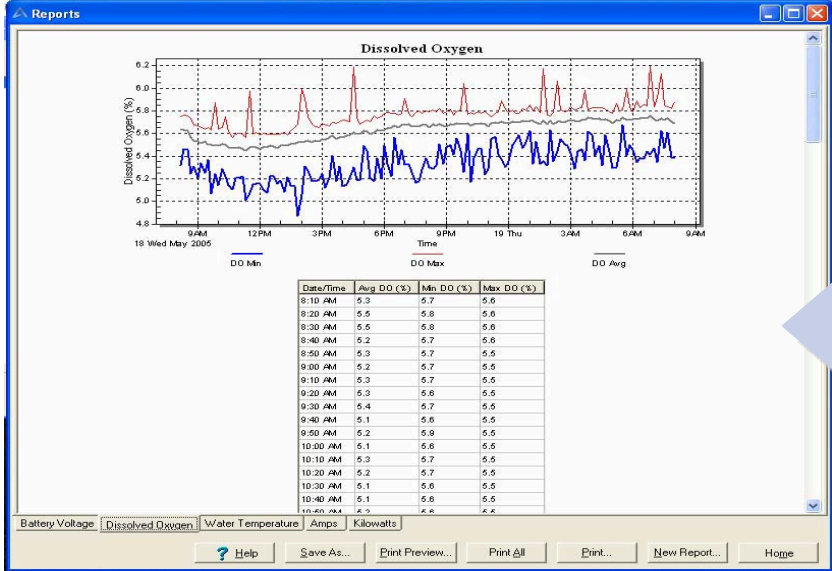 Reports
Dissolved Oxygen
Dissolved Oxygen (%)
6.2
6.0
5.8
5.6
5.4
5.2
5.0
4.8
9AM 12PM 3PM 6PM 9PM 19 Thu 3AM 6AM 9AM
18 Wed May 2005
Time
DO Min DO Max DO Avg
Date/Time Avg DO (%) Min DO (%) Max DO (%)
8:10 AM 5.3 5.7 5.6
8:20 AM 5.5 5.8 5.6
8:30 AM 5.5 5.8 5.6
8:40 AM 5.2 5.7 5.6
8:50 AM 5.3 5.7 5.5
9:00 AM 5.2 5.7 5.5
9:10 AM 5.3 5.7 5.5
9:20 AM 5.3 5.6 5.5
9:30 AM 5.4 5.7 5.5
9:40 AM 5.1 5.6 5.5
9:50 AM 5.2 5.9 5.5
10:00 AM 5.1 5.6 5.5
10:10 AM 5.3 5.7 5.5
10:20 AM 5.2 5.7 5.5
10:30 AM 5.1 5.6 5.5
10:40 AM 5.1 5.6 5.5
10:50 AM
Battery Voltage Dissolved Oxygen Water Temperature Amps Kilowatts
? Help Save As... Print Preview... Print All Print... New Report... Home